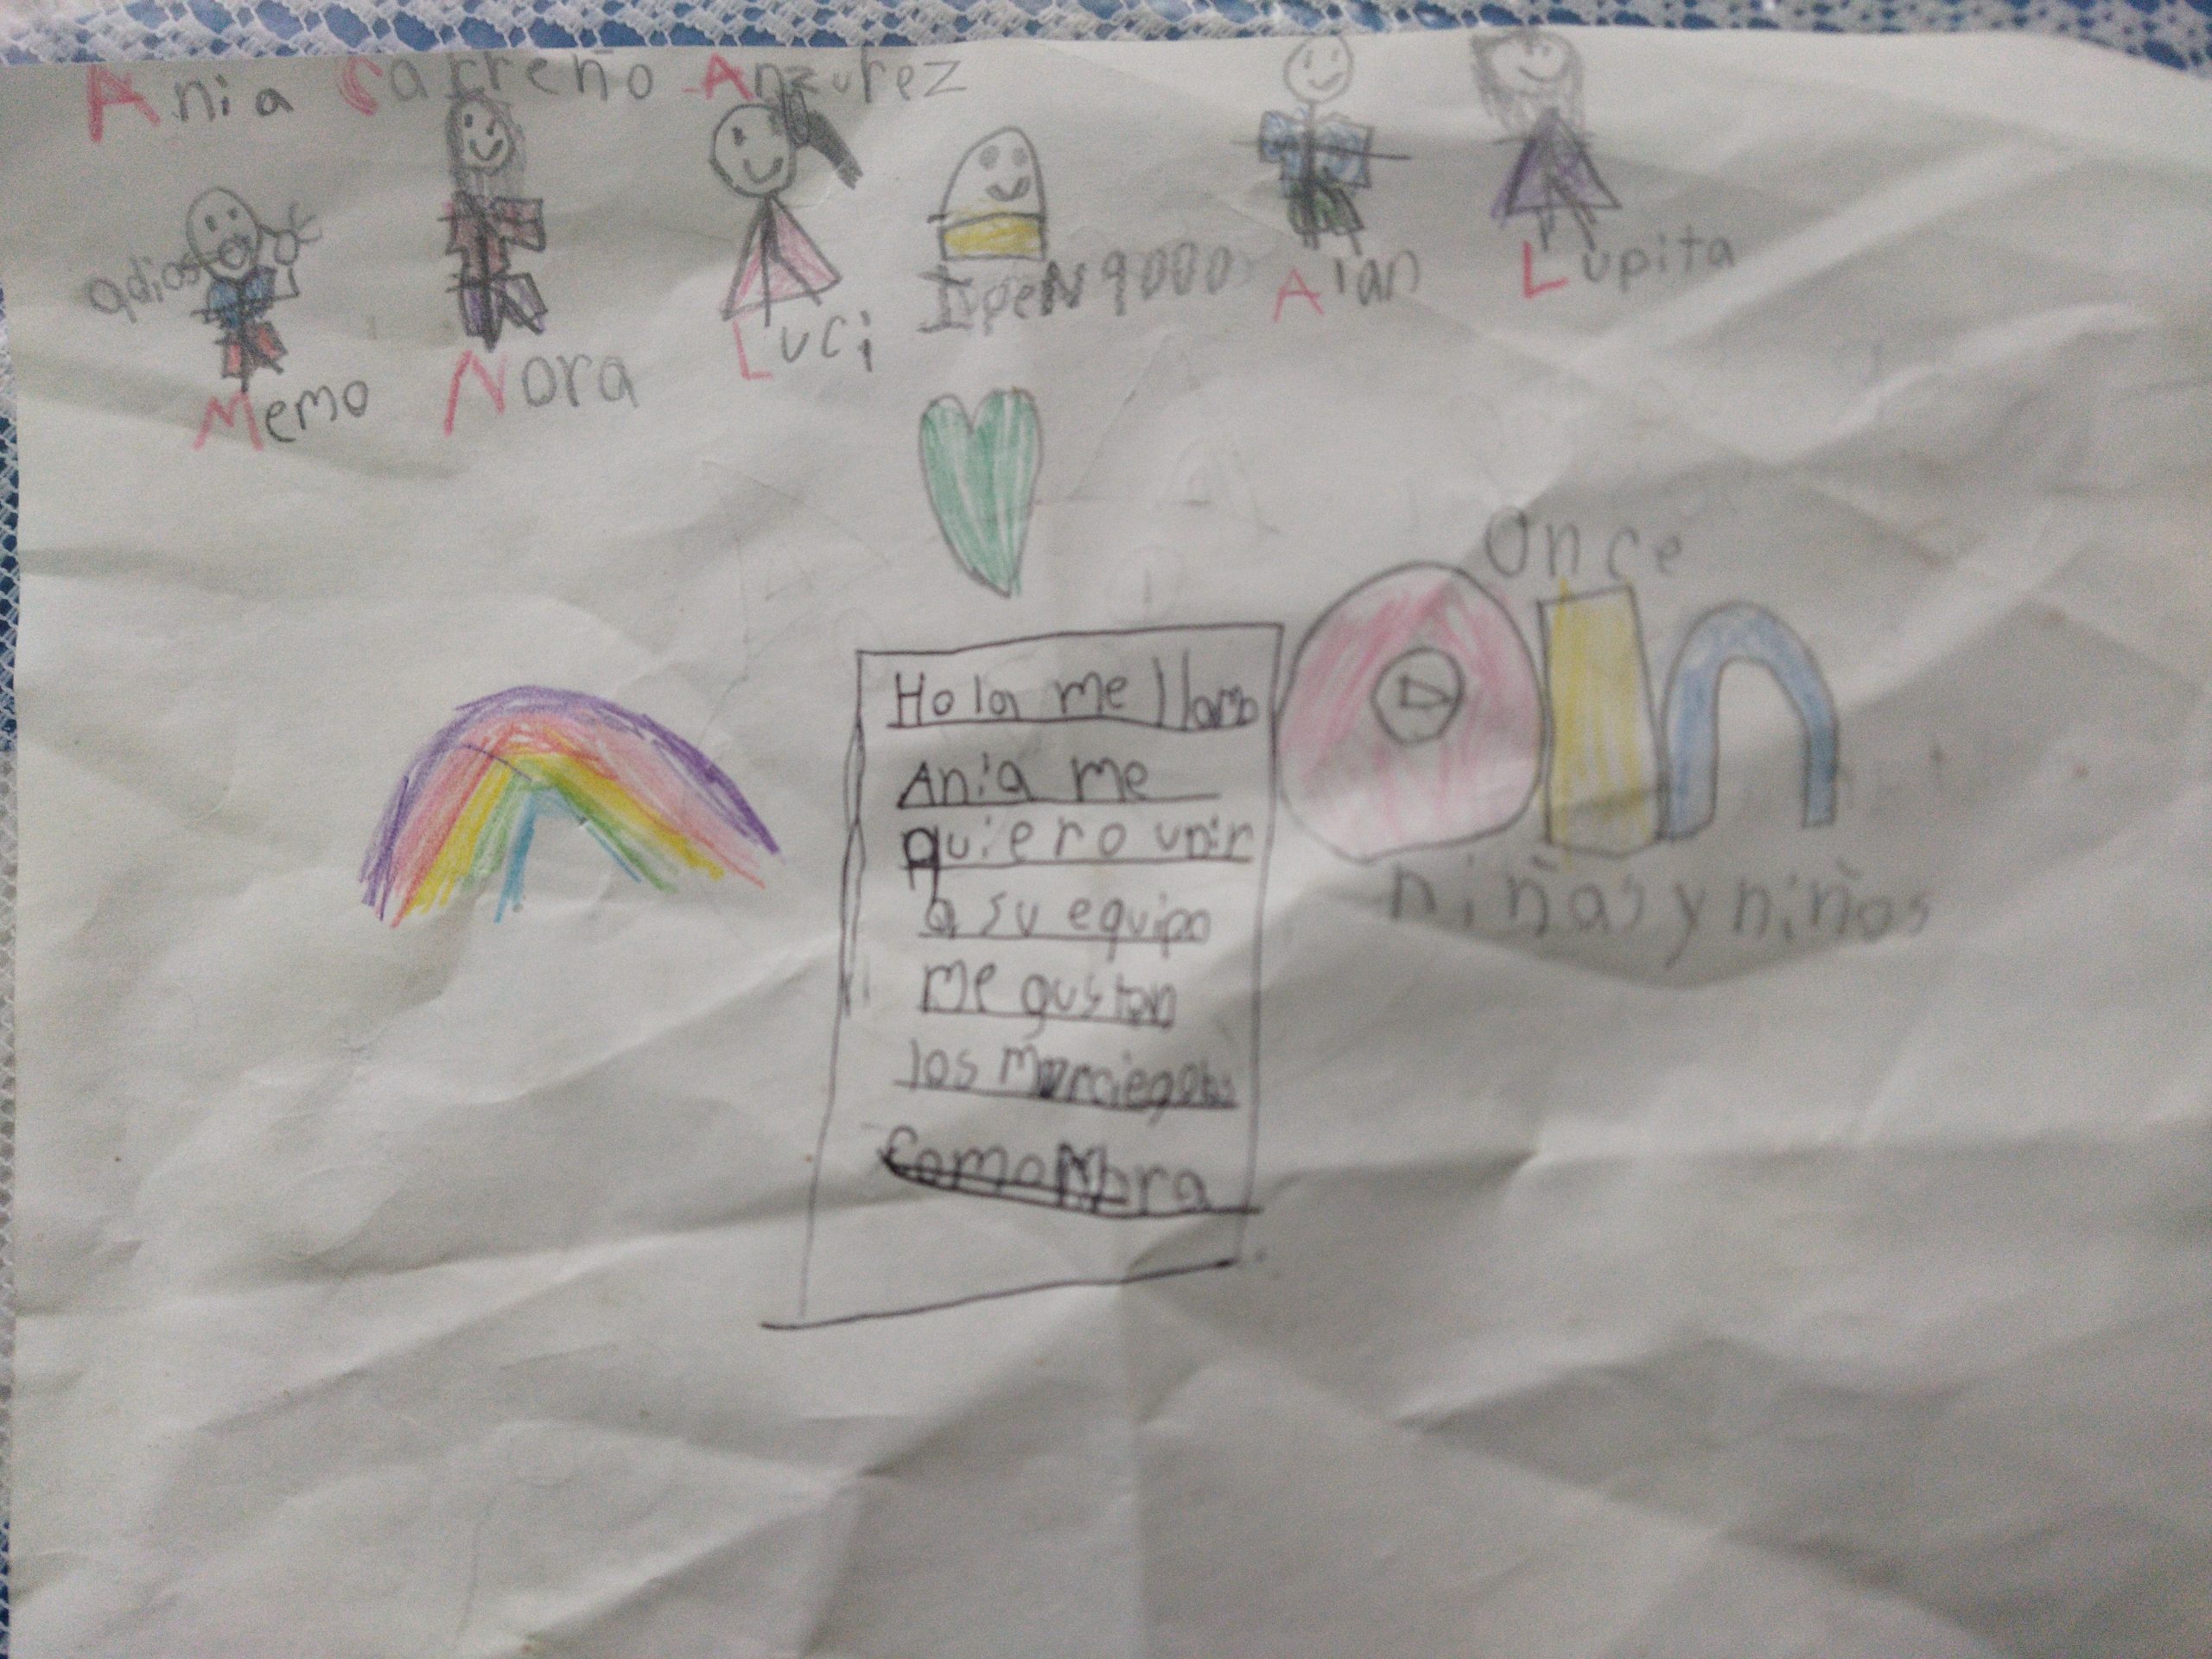 Ania Carreño Anzurez
adios
Memo
Nora
Luci
9000
Alan
Lupita
Once
niñas y niños
Hola me llamo
Ania me
quiero unir
a su equipo
me gustan
los
como Nora